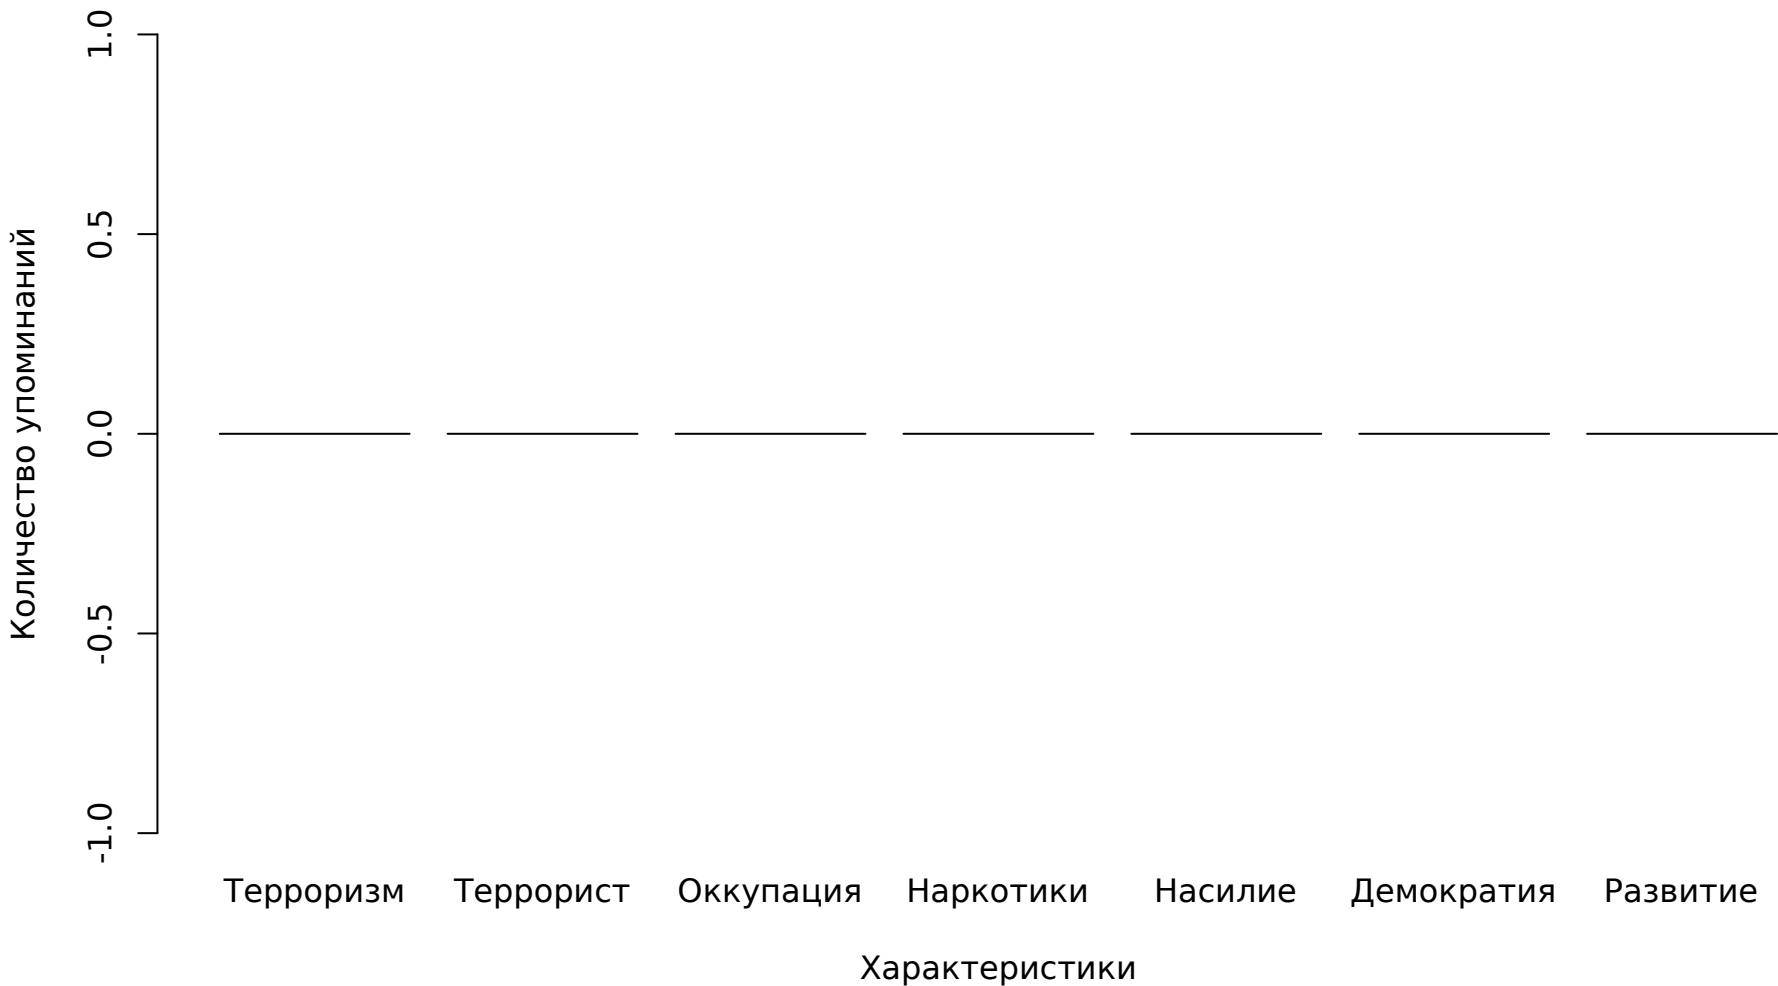 Количество упоминаний
1.0
0.5
0.0
-0.5
-1.0
Терроризм Террорист Оккупация Наркотики Насилие Демократия Развитие
Характеристики